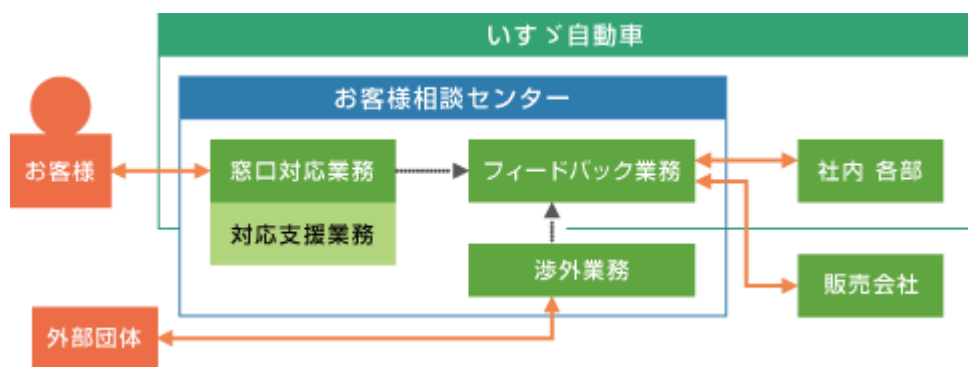 いすゞ自動車
お客様相談センター
お客様
窓口対応業務
フィードバック業務
社内 各部
対応支援業務
渉外業務
販売会社
外部団体